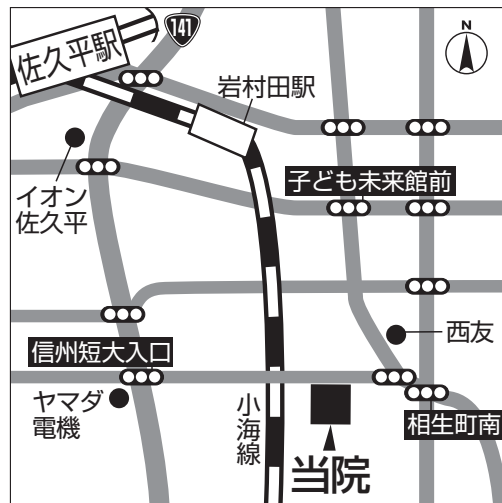 141
N
佐久平駅
岩村田駅
イオン
佐久平
子ども未来館前
西友
信州短大入口
ヤマダ
電機
小海線
相生町南
当院